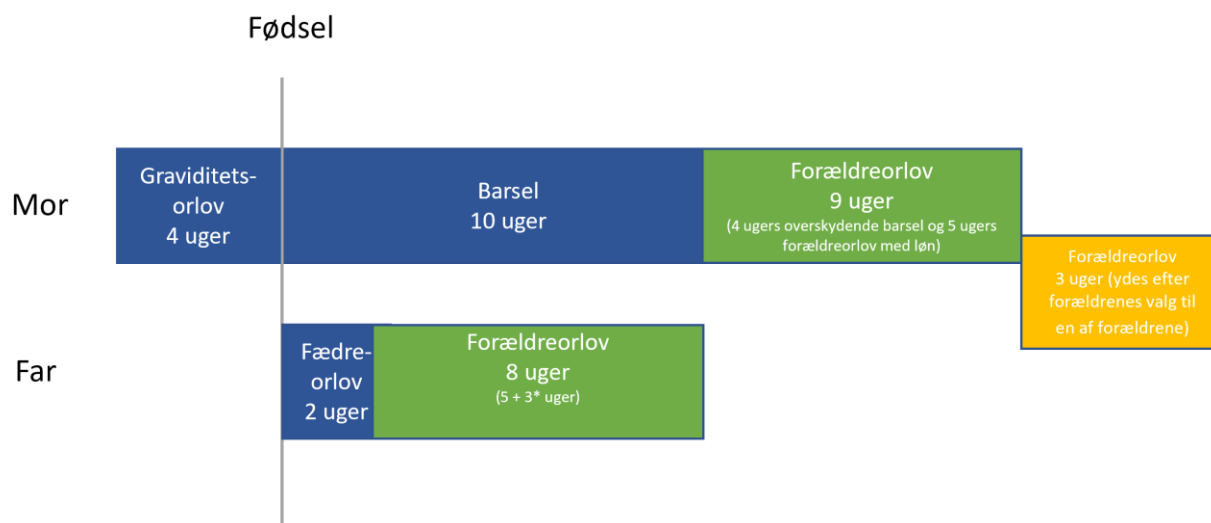 Fødsel
Mor
Graviditets-
orlov
4 uger
Barsel
10 uger
Forældreorlov
9 uger
(4 ugers overskydende barsel og 5 ugers
forældreorlov med løn)
Forældreorlov
3 uger (ydes efter
forældrenes valg til
en af forældrene)
Far
Fædre-
orlov
2 uger
Forældreorlov
8 uger
(5 + 3* uger)